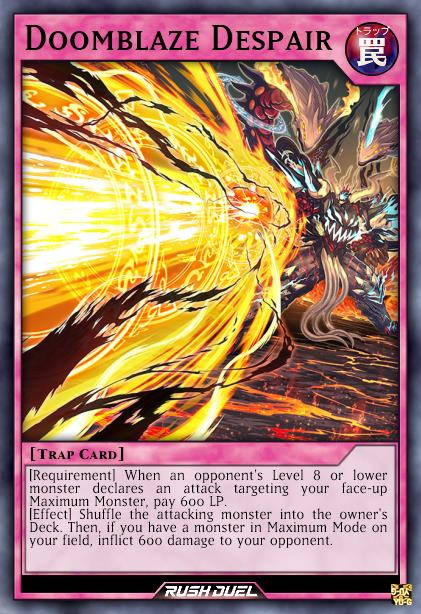 DOOMBLAZE DESPAIR
トラップ
罠
[TRAP CARD]
[Requirement] When an opponent's Level 8 or lower
monster declares an attack targeting your face-up
Maximum Monster, pay 600 LP.
[Effect] Shuffle the attacking monster into the owner's
Deck. Then, if you have a monster in Maximum Mode on
your field, inflict 600 damage to your opponent.
RUSH DUEL